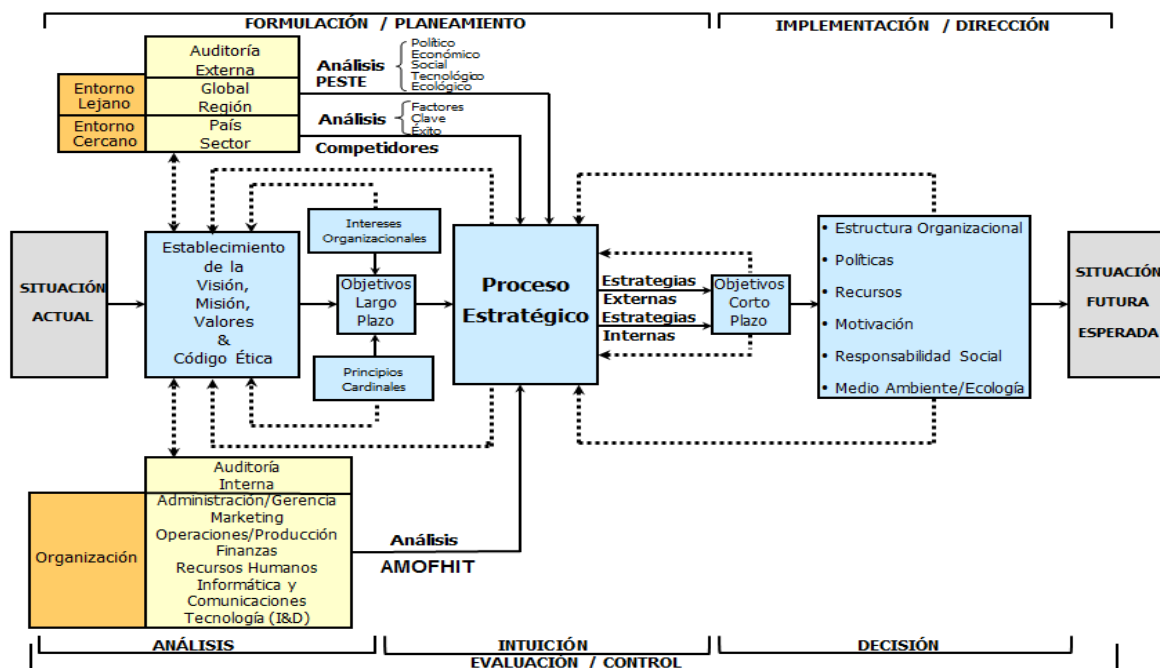 FORMULACIÓN / PLANEAMIENTO
IMPLEMENTACIÓN / DIRECCIÓN
Auditoría
Externa
Entorno
Lejano
Global
Región
Entorno
Cercano
País
Sector
Análisis
PESTE
Político
Económico
Social
Tecnológico
Ecológico
Análisis
Competidores
Factores
Clave
Éxito
SITUACIÓN
ACTUAL
Establecimiento
de la
Visión,
Misión,
Valores
&
Código Ética
Intereses
Organizacionales
Objetivos
Largo
Plazo
Principios
Cardinales
Proceso
Estratégico
Estrategias
Externas
Estrategias
Internas
Objetivos
Corto
Plazo
• Estructura Organizacional
• Políticas
• Recursos
• Motivación
• Responsabilidad Social
• Medio Ambiente/Ecología
SITUACIÓN
FUTURA
ESPERADA
Organización
Auditoría
Interna
Administración/Gerencia
Marketing
Operaciones/Producción
Finanzas
Recursos Humanos
Informática y
Comunicaciones
Tecnología (I&D)
Análisis
AMOFHIT
ANÁLISIS
INTUICIÓN
DECISIÓN
EVALUACIÓN / CONTROL